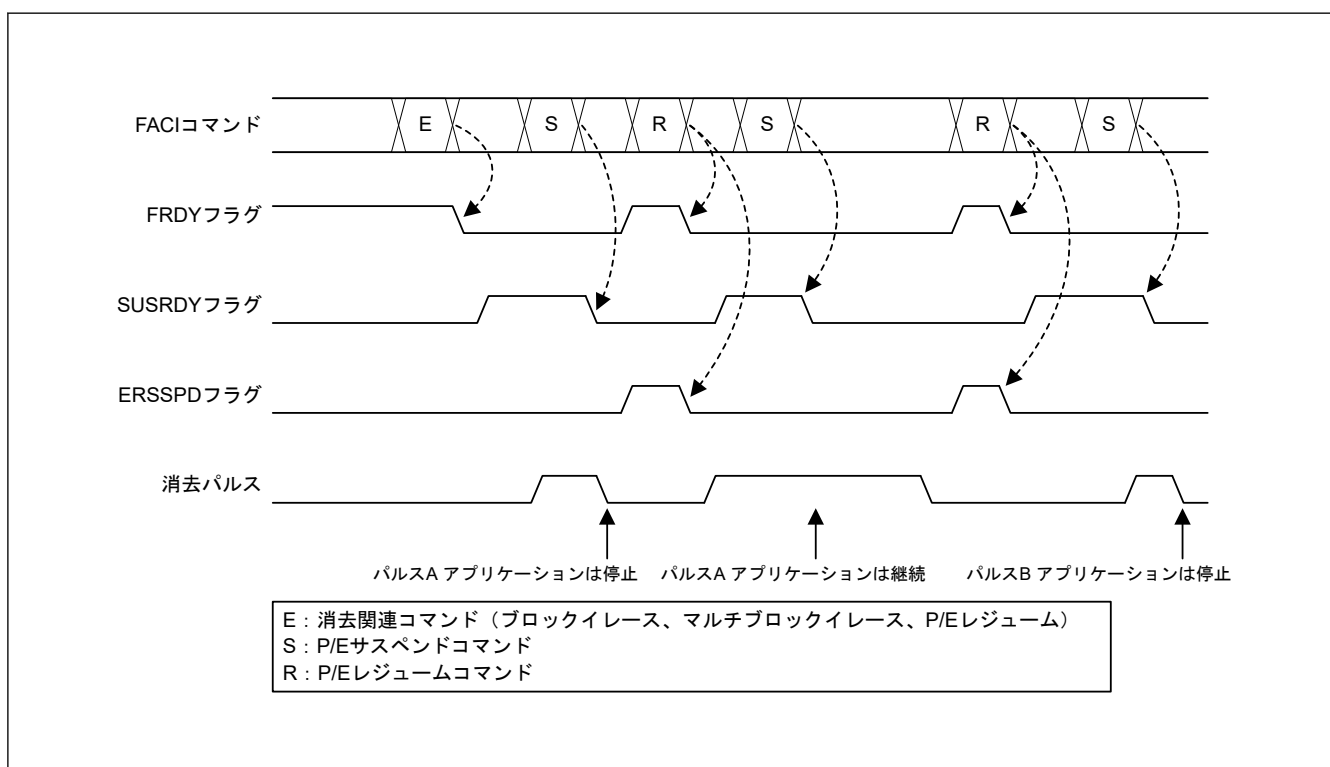 FACIコマンド
E
S
R
S
R
S
FRDYフラグ
SUSRDYフラグ
ERSSPDフラグ
消去パルス
パルスA アプリケーションは停止
パルスA アプリケーションは継続
パルスB アプリケーションは停止
E：消去関連コマンド（ブロックイレース、マルチブロックイレース、P/Eレジューム）
S：P/Eサスペンドコマンド
R：P/Eレジュームコマンド